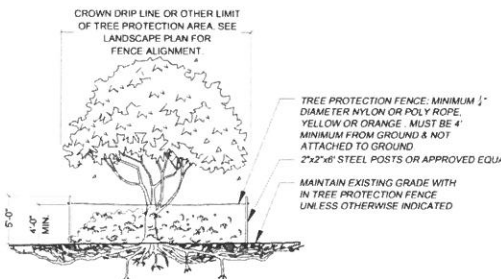 CROWN DRIP LINE OR OTHER LIMIT
OF TREE PROTECTION AREA. SEE
LANDSCAPE PLAN FOR
FENCE ALIGNMENT.
TREE PROTECTION FENCE: MINIMUM
DIAMETER NYLON OR POLY ROPE,
YELLOW OR ORANGE. MUST BE 4'
MINIMUM FROM GROUND & NOT
ATTACHED TO GROUND
2"x2"x6' STEEL POSTS OR APPROVED EQUA
MAINTAIN EXISTING GRADE WITH
IN TREE PROTECTION FENCE
UNLESS OTHERWISE INDICATED
5'-0"
4'-0"
MIN.